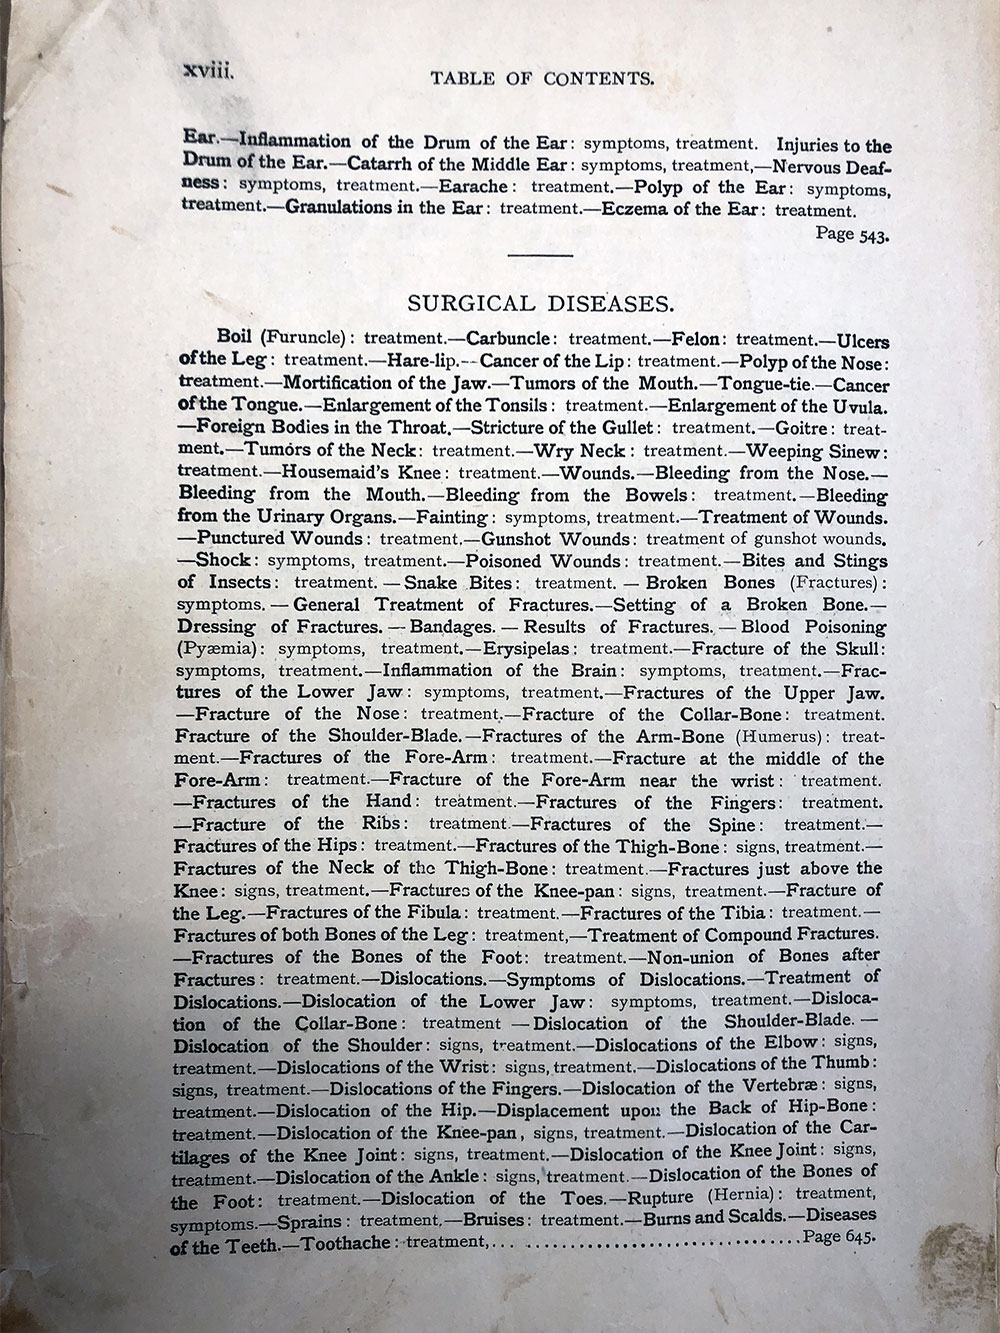 xviii.
TABLE OF CONTENTS.
Ear.—Inflammation of the Drum of the Ear: symptoms, treatment. Injuries to the
Drum of the Ear.—Catarrh of the Middle Ear: symptoms, treatment,—Nervous Deaf-
ness: symptoms, treatment.—Earache: treatment.—Polyp of the Ear: symptoms,
treatment.—Granulations in the Ear: treatment.—Eczema of the Ear: treatment.
Page 543.
SURGICAL DISEASES.
Boil (Furuncle): treatment.—Carbuncle: treatment.—Felon: treatment.—Ulcers
of the Leg: treatment.—Hare-lip.--Cancer of the Lip: treatment.—Polyp of the Nose:
treatment.—Mortification of the Jaw.—Tumors of the Mouth.—Tongue-tie.—Cancer
of the Tongue.—Enlargement of the Tonsils: treatment.—Enlargement of the Uvula.
—Foreign Bodies in the Throat.—Stricture of the Gullet: treatment.—Goitre: treat-
ment.—Tumors of the Neck: treatment.—Wry Neck: treatment.—Weeping Sinew:
treatment.—Housemaid's Knee: treatment.—Wounds.—Bleeding from the Nose.—
Bleeding from the Mouth.—Bleeding from the Bowels: treatment.—Bleeding
from the Urinary Organs.—Fainting: symptoms, treatment.—Treatment of Wounds.
—Punctured Wounds: treatment.—Gunshot Wounds: treatment of gunshot wounds.
—Shock: symptoms, treatment.—Poisoned Wounds: treatment.—Bites and Stings
of Insects: treatment.—Snake Bites: treatment.—Broken Bones (Fractures):
symptoms.—General Treatment of Fractures.—Setting of a Broken Bone.—
Dressing of Fractures.—Bandages.—Results of Fractures.—Blood Poisoning
(Pyæmia): symptoms, treatment.—Erysipelas: treatment.—Fracture of the Skull:
symptoms, treatment.—Inflammation of the Brain: symptoms, treatment.—Frac-
tures of the Lower Jaw: symptoms, treatment.—Fractures of the Upper Jaw.
—Fracture of the Nose: treatment.—Fracture of the Collar-Bone: treatment.
Fracture of the Shoulder-Blade.—Fractures of the Arm-Bone (Humerus): treat-
ment.—Fractures of the Fore-Arm: treatment.—Fracture at the middle of the
Fore-Arm: treatment.—Fracture of the Fore-Arm near the wrist: treatment.
—Fractures of the Hand: treatment.—Fractures of the Fingers: treatment.
—Fracture of the Ribs: treatment.—Fractures of the Spine: treatment.—
Fractures of the Hips: treatment.—Fractures of the Thigh-Bone: signs, treatment.—
Fractures of the Neck of the Thigh-Bone: treatment.—Fractures just above the
Knee: signs, treatment.—Fractures of the Knee-pan: signs, treatment.—Fracture of
the Leg.—Fractures of the Fibula: treatment.—Fractures of the Tibia: treatment.—
Fractures of both Bones of the Leg: treatment,—Treatment of Compound Fractures.
—Fractures of the Bones of the Foot: treatment.—Non-union of Bones after
Fractures: treatment.—Dislocations.—Symptoms of Dislocations.—Treatment of
Dislocations.—Dislocation of the Lower Jaw: symptoms, treatment.—Disloca-
tion of the Collar-Bone: treatment —Dislocation of the Shoulder-Blade.—
Dislocation of the Shoulder: signs, treatment.—Dislocations of the Elbow: signs,
treatment.—Dislocations of the Wrist: signs, treatment.—Dislocations of the Thumb:
signs, treatment.—Dislocations of the Fingers.—Dislocation of the Vertebræ: signs,
treatment.—Dislocation of the Hip.—Displacement upon the Back of Hip-Bone:
treatment.—Dislocation of the Knee-pan, signs, treatment.—Dislocation of the Car-
tilages of the Knee Joint: signs, treatment.—Dislocation of the Knee Joint: signs,
treatment.—Dislocation of the Ankle: signs, treatment.—Dislocation of the Bones of
the Foot: treatment.—Dislocation of the Toes.—Rupture (Hernia): treatment,
symptoms.—Sprains: treatment.—Bruises: treatment.—Burns and Scalds.—Diseases
of the Teeth.—Toothache: treatment,... ................................Page 645.